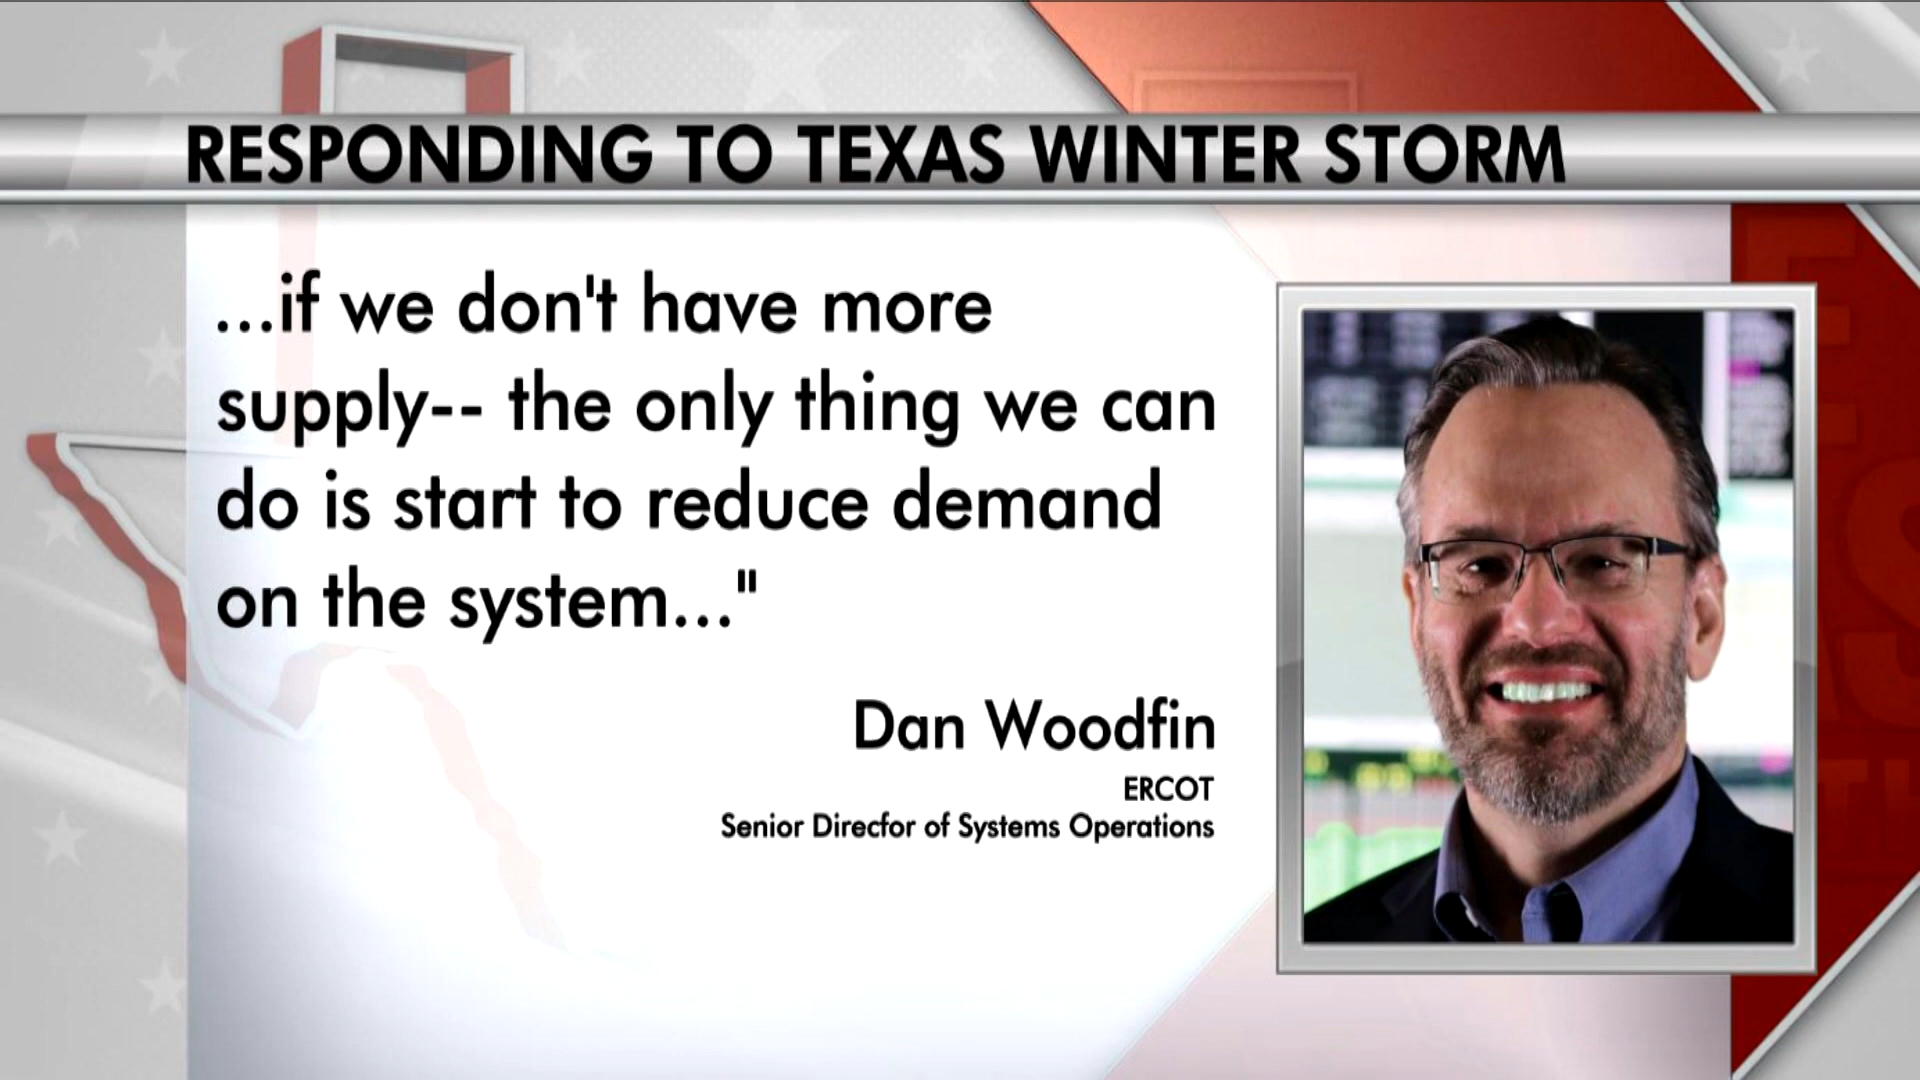 RESPONDING TO TEXAS WINTER STORM
...if we don't have more
supply-- the only thing we can
do is start to reduce demand
on the system..."
Dan Woodfin
ERCOT
Senior Direcfor of Systems Operations